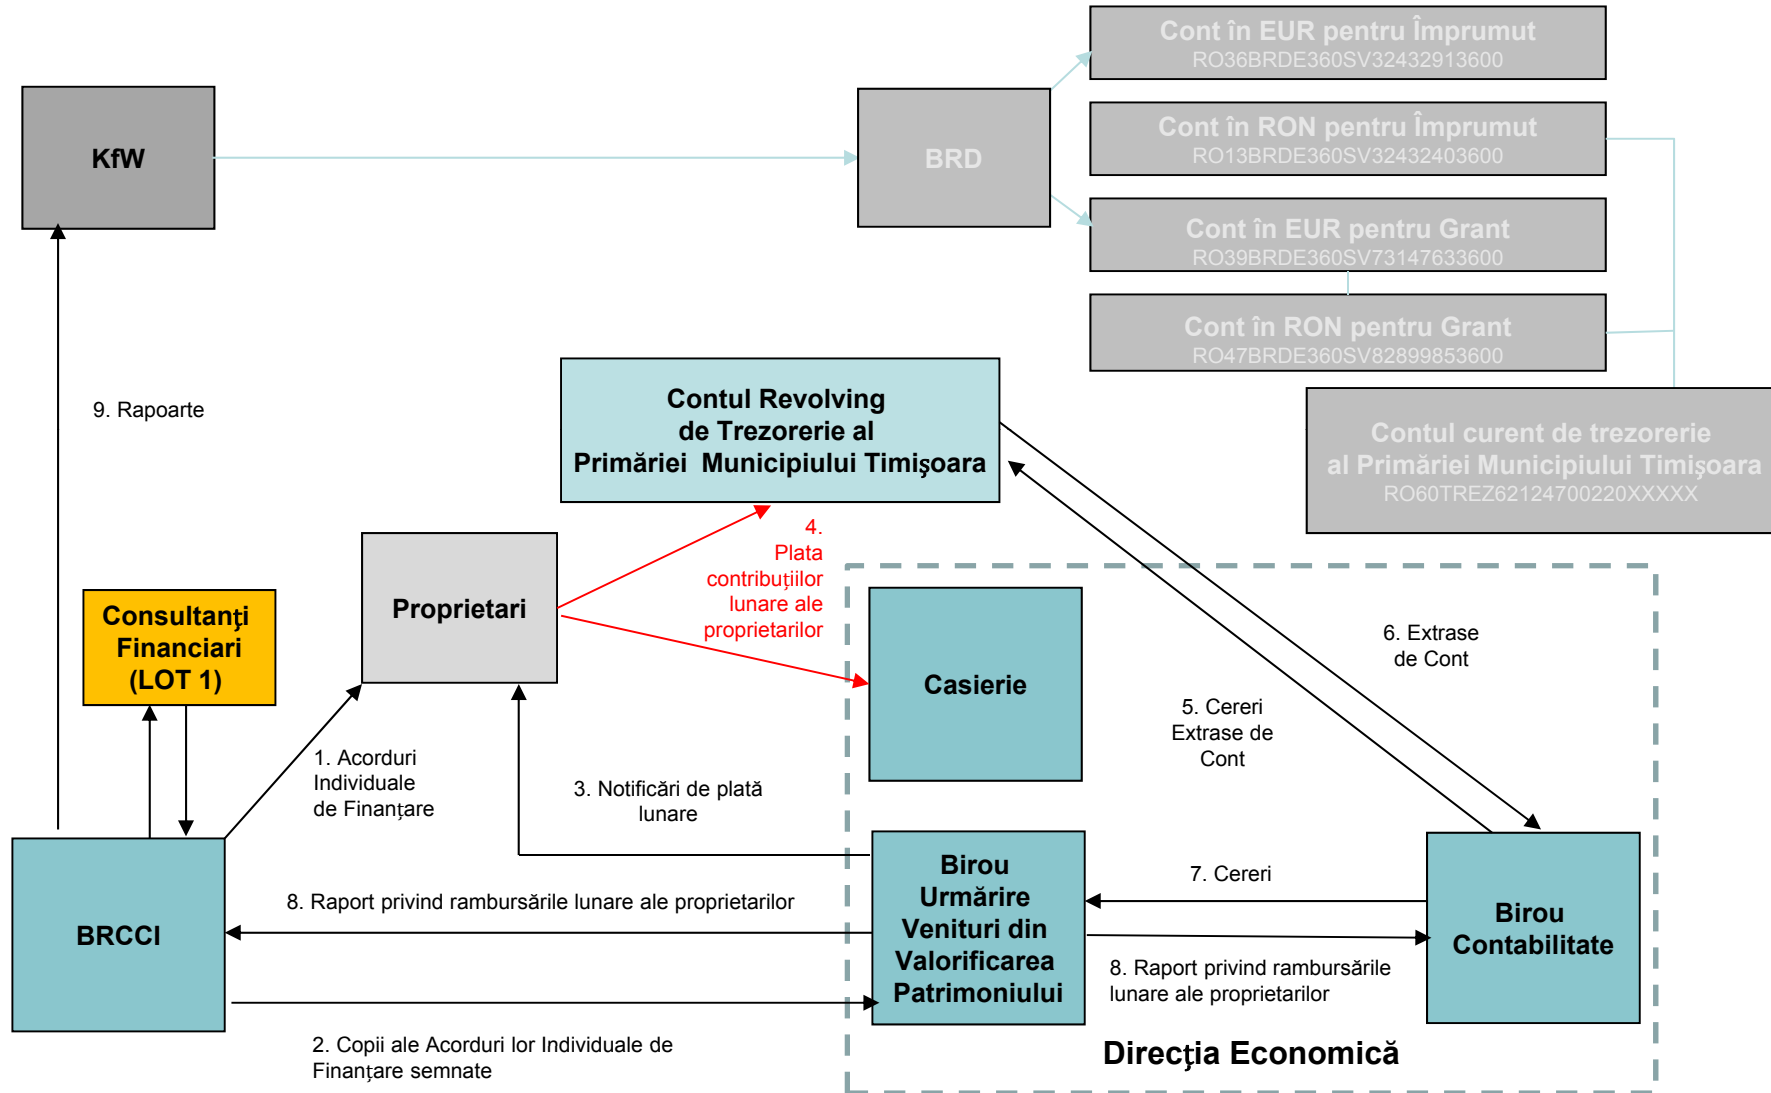 Cont în EUR pentru Împrumut
RO36BRDE360SV32432913600
KfW
BRD
Cont în RON pentru Împrumut
RO13BRDE360SV32432403600
Cont în EUR pentru Grant
RO39BRDE360SV73147633600
Cont în RON pentru Grant
RO47BRDE360SV82899853600
9. Rapoarte
Contul Revolving
de Trezorerie al
Primăriei Municipiului Timişoara
Contul curent de trezorerie
al Primăriei Municipiului Timişoara
RO60TREZ62124700220XXXXX
4.
Plata
contribuțiilor
lunare ale
proprietarilor
Consultanţi
Financiari
(LOT 1)
Proprietari
Casierie
6. Extrase
de Cont
5. Cereri
Extrase de
Cont
1. Acorduri
Individuale
de Finanțare
3. Notificări de plată
lunare
BRCCI
8. Raport privind rambursările lunare ale proprietarilor
Birou
Urmărire
Venituri din
Valorificarea
Patrimoniului
7. Cereri
Birou
Contabilitate
8. Raport privind rambursările
lunare ale proprietarilor
2. Copii ale Acorduri lor Individuale de
Finanțare semnate
Direcţia Economică